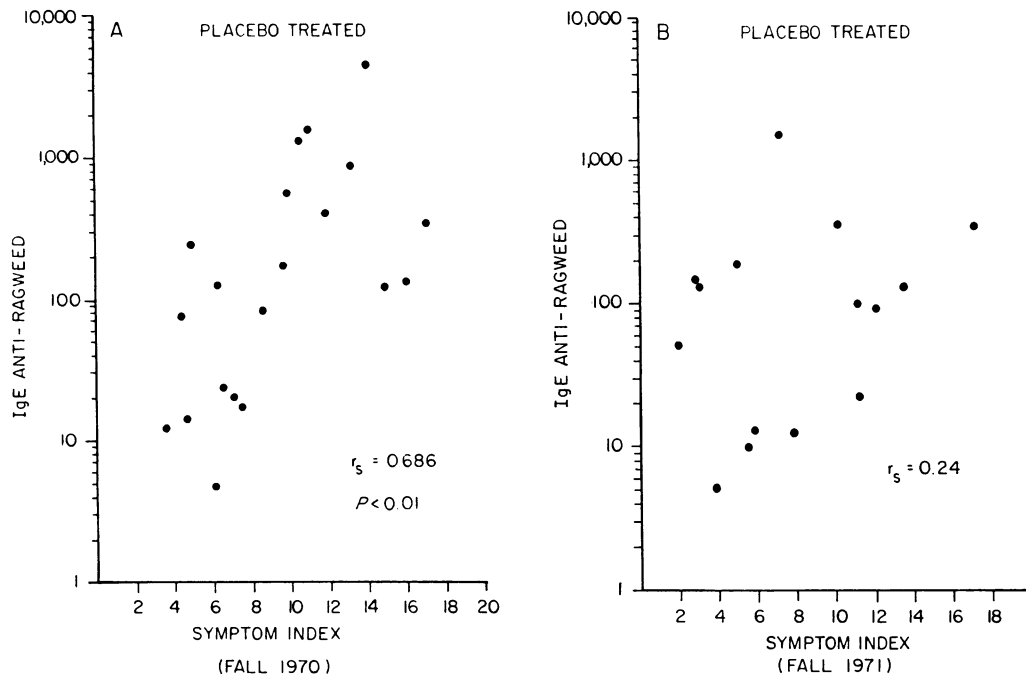 A PLACEBO TREATED
10,000
1,000
100
10
1
IgE ANTI-RAGWEED
r_s = 0686
P<0.01
2 4 6 8 10 12 14 16 18 20
SYMPTOM INDEX
(FALL 1970)
B PLACEBO TREATED
10,000
1,000
100
10
1
IgE ANTI-RAGWEED
r_s = 0.24
2 4 6 8 10 12 14 16 18
SYMPTOM INDEX
(FALL 1971)